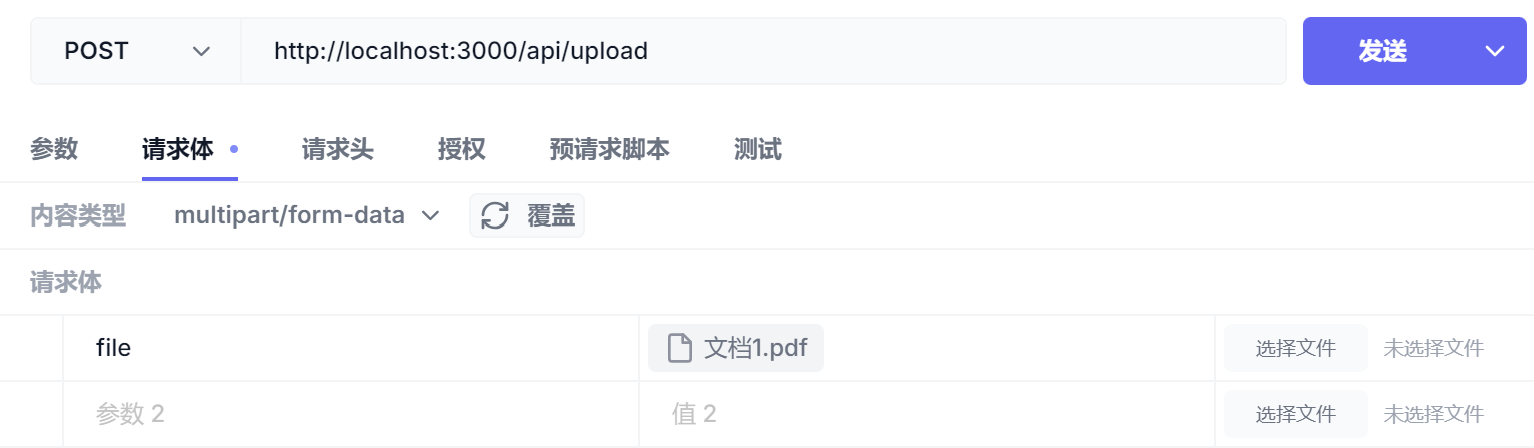 POST http://localhost:3000/api/upload 发送
参数 请求体 请求头 授权 预请求脚本 测试
内容类型 multipart/form-data 覆盖
请求体
file 文档1.pdf 选择文件 未选择文件
参数 2 值 2 选择文件 未选择文件